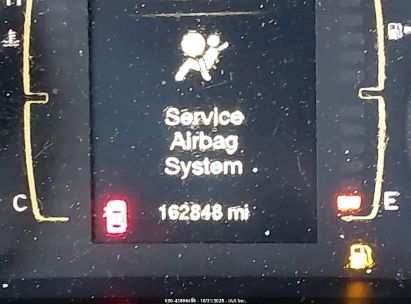 H
Service
Airbag
System
C
162848 mi
E